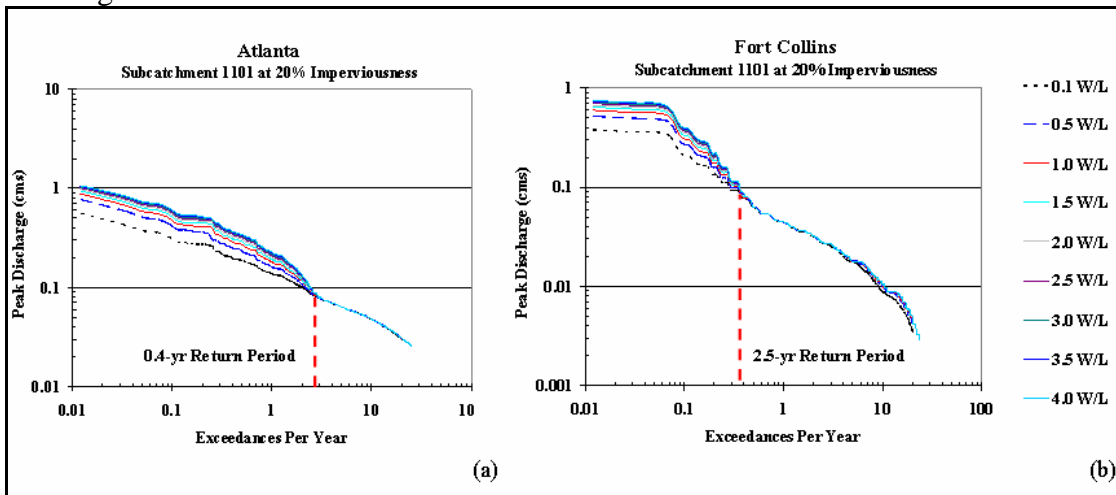 Atlanta
Subcatchment 1101 at 20% Imperviousness
10
1
0.1
0.01
Peak Discharge (cms)
0.4-yr Return Period
0.01
0.1
1
10
10
Exceedances Per Year
(a)
Fort Collins
Subcatchment 1101 at 20% Imperviousness
1
0.1
0.01
0.001
Peak Discharge (cms)
2.5-yr Return Period
0.01
0.1
1
10
100
Exceedances Per Year
(b)
0.1 W/L
0.5 W/L
1.0 W/L
1.5 W/L
2.0 W/L
2.5 W/L
3.0 W/L
3.5 W/L
4.0 W/L